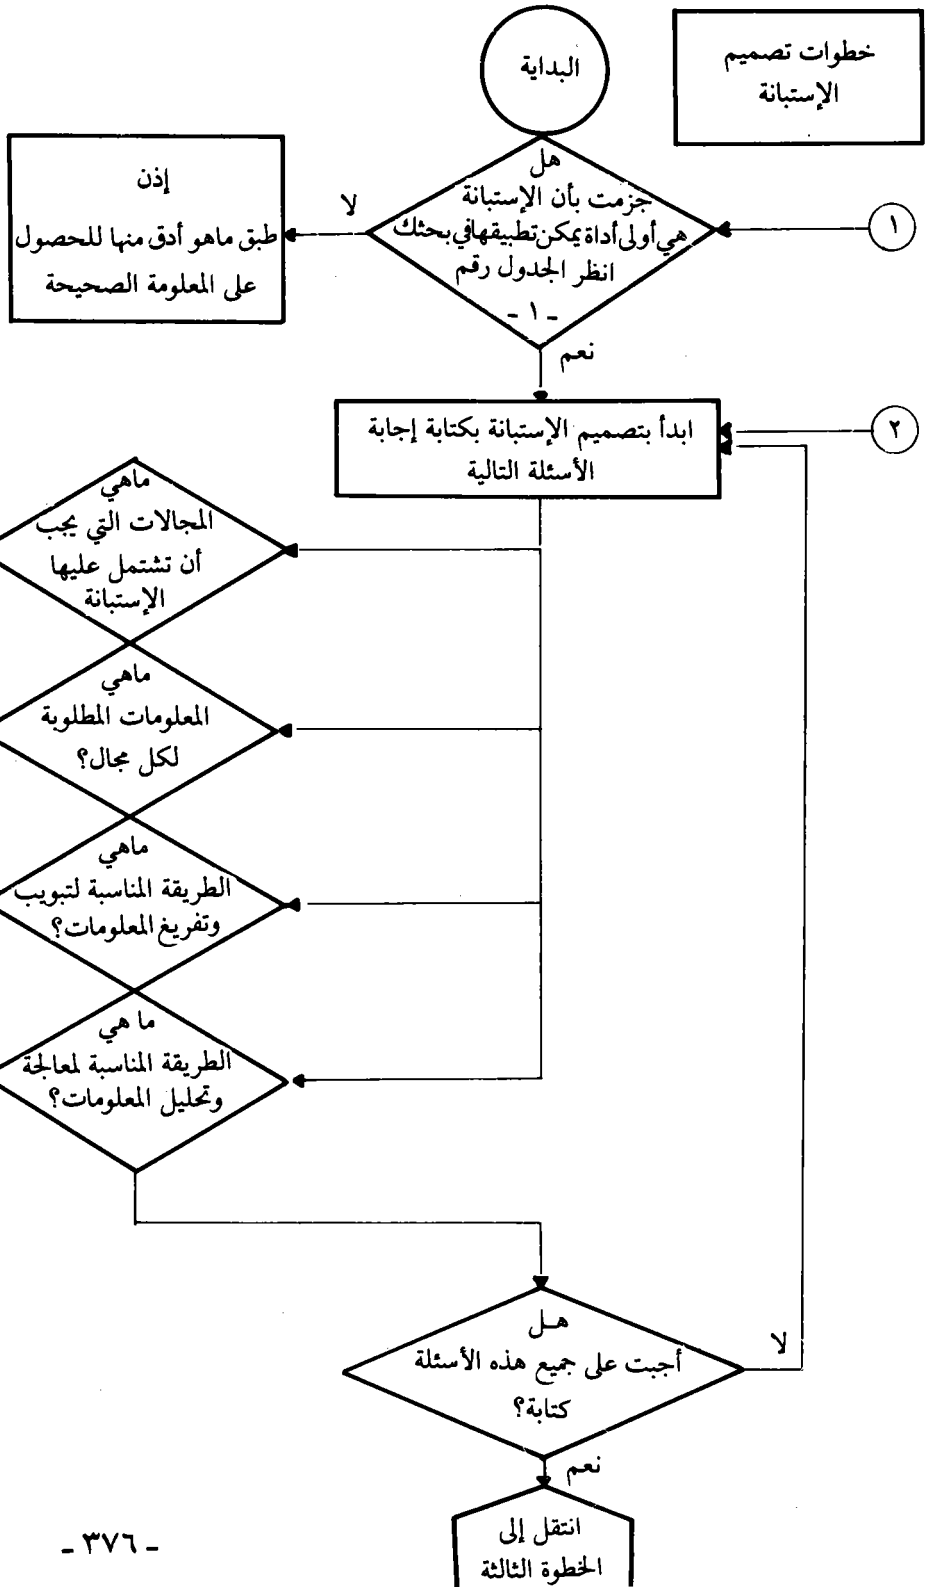 خطوات تصميم
الإستبانة
البداية
١
هل
جزمت بأن الإستبانة
هي أولى أداة يمكن تطبيقها في بحثك
انظر الجدول رقم
- ١ -
لا
إذن
طبق ماهو أدق منها للحصول
على المعلومة الصحيحة
نعم
٢
ابدأ بتصميم الإستبانة بكتابة إجابة
الأسئلة التالية
ماهي
المجالات التي يجب
أن تشتمل عليها
الإستبانة
ماهي
المعلومات المطلوبة
لكل مجال؟
ماهي
الطريقة المناسبة لتبويب
وتفريغ المعلومات؟
ما هي
الطريقة المناسبة لمعالجة
وتحليل المعلومات؟
هـل
أجبت على جميع هذه الأسئلة
كتابة؟
لا
نعم
انتقل إلى
الخطوة الثالثة
- ٣٧٦ -